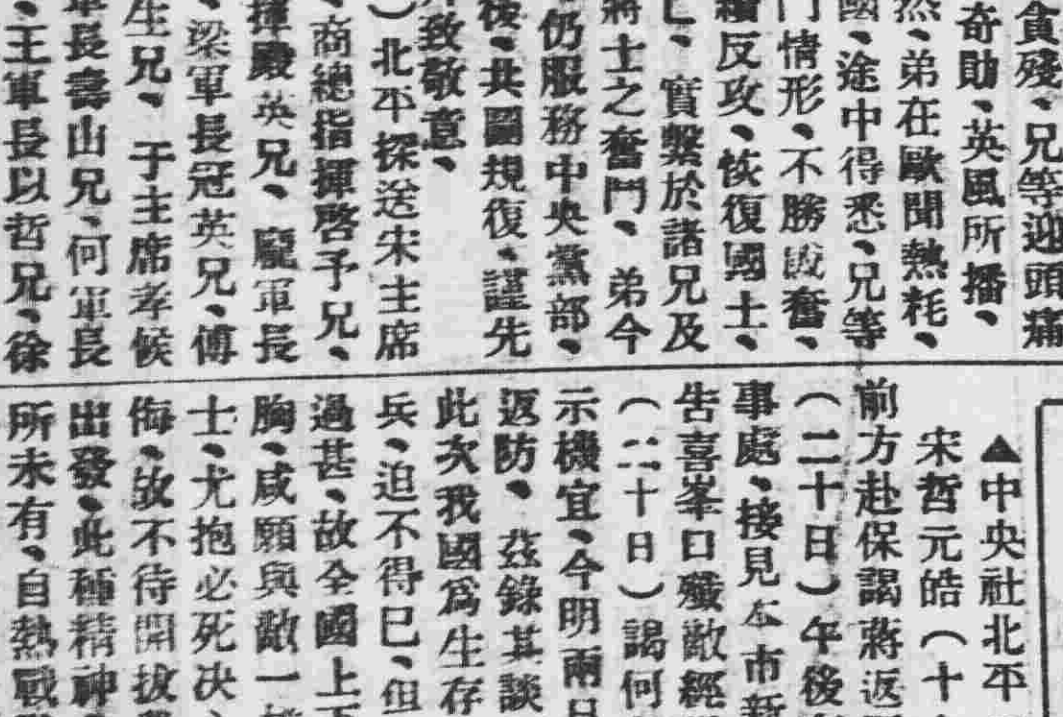 貪殘、兄等迎頭痛
奇勛、英風所播、
然、弟在歐聞熱耗、
國、途中得悉、兄等
鬥情形、不勝興奮、
續反攻、恢復國土、
亡、實繫於諸兄及
將士之奮鬥、弟今
仍服務中央黨部、
後、共圖規復、謹先
致敬意、
）北平探送宋主席
、商總指揮啓予兄、
揮殿英兄、龐軍長
、梁軍長冠英兄、傅
生兄、于主席孝候
軍長壽山兄、何軍長
、王軍長以哲兄、徐
▲中央社北平
宋哲元皓（十
前方赴保謁蔣返
（二十日）午後
事處、接見本市新
告喜峯口殲敵經
（二十日）謁何
示機宜、今明兩日
返防、茲錄其談
此次我國爲生存
兵、迫不得已、但
過甚、故全國上下
胸、咸願與敵一
士、尤抱必死決
侮、故不待開拔
出發、此種精神
所未有、自熱戰